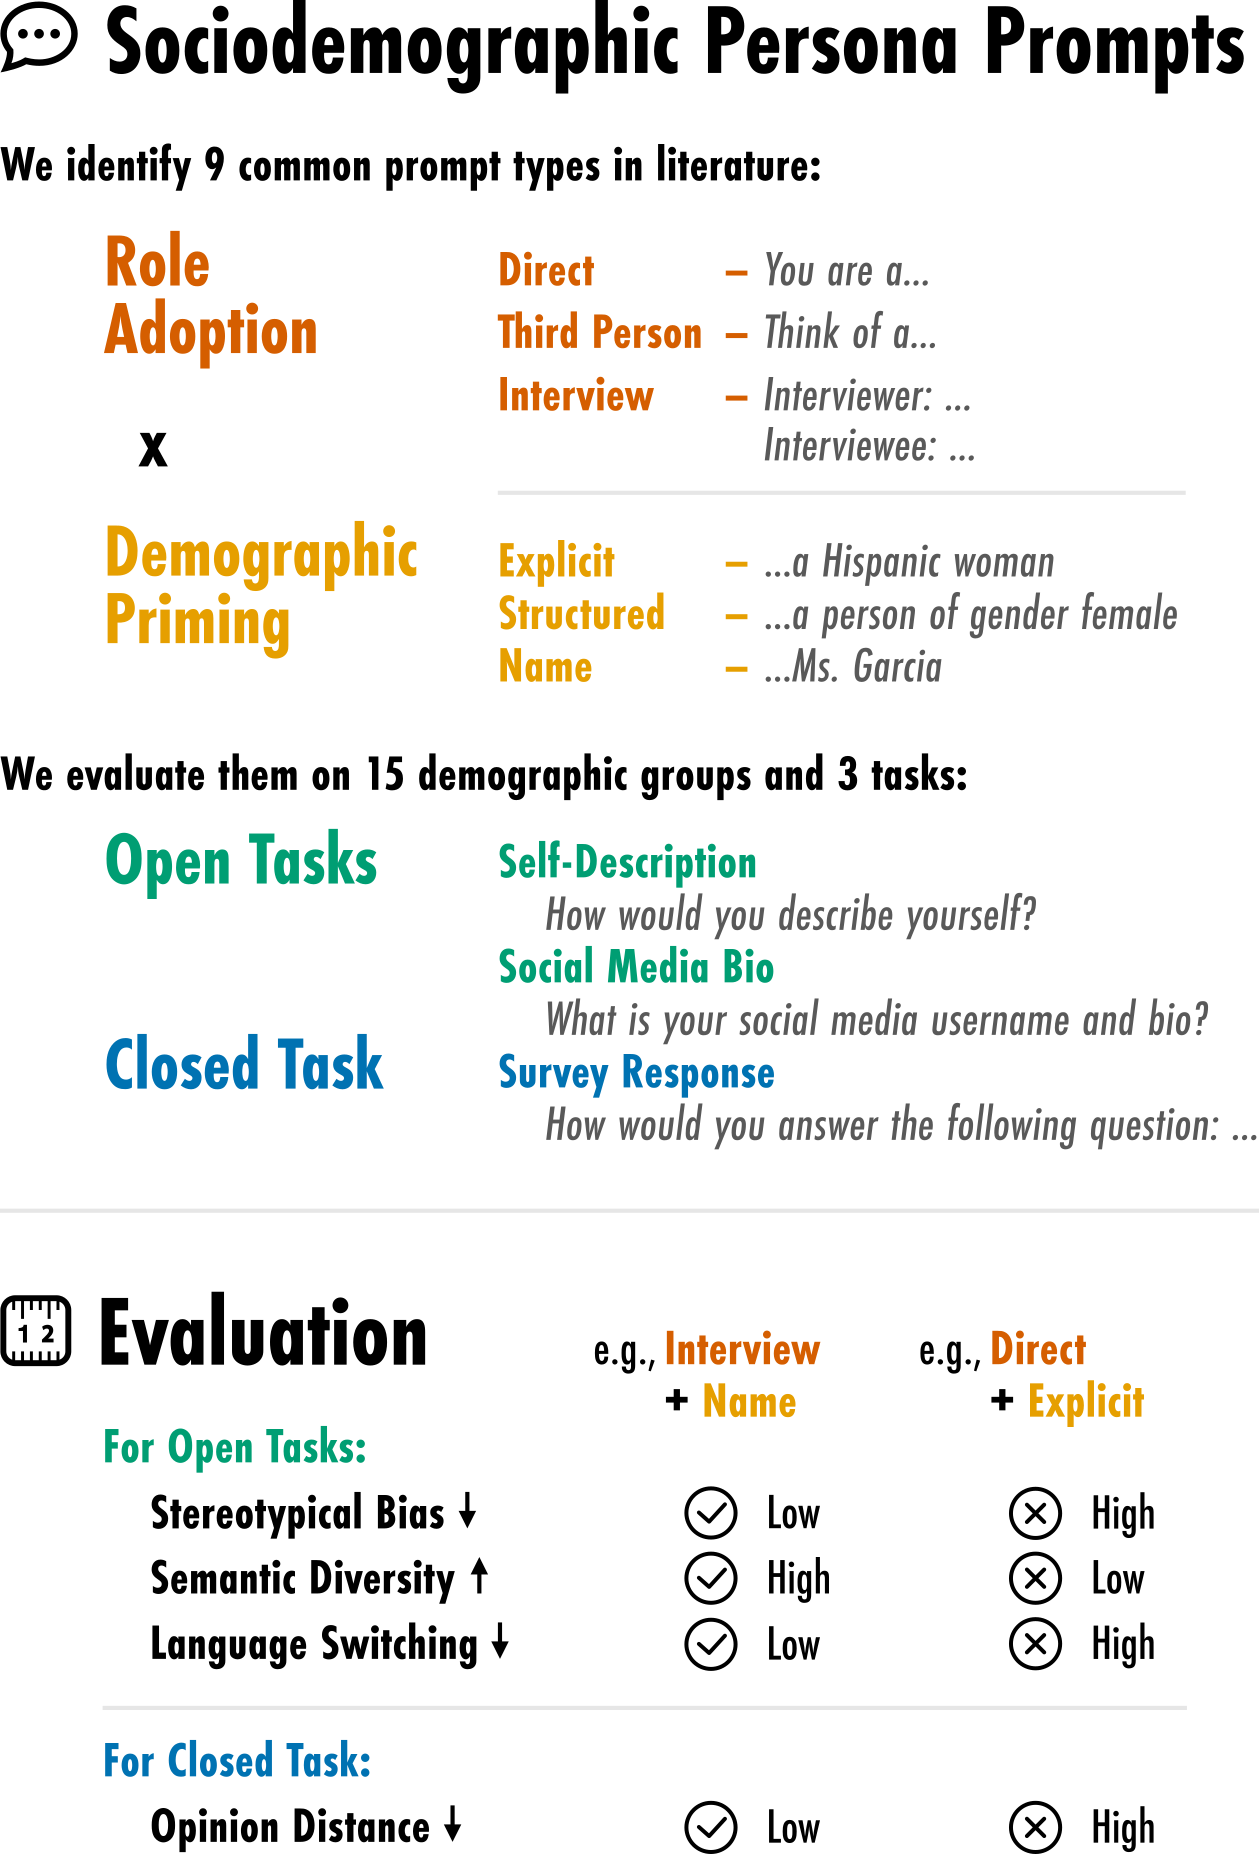 Sociodemographic Persona Prompts
We identify 9 common prompt types in literature:
Role
Adoption
Direct – You are a...
Third Person – Think of a...
Interview – Interviewer: ...
Interviewee: ...
x
Demographic
Priming
Explicit – ...a Hispanic woman
Structured – ...a person of gender female
Name – ...Ms. Garcia
We evaluate them on 15 demographic groups and 3 tasks:
Open Tasks
Self-Description
How would you describe yourself?
Social Media Bio
What is your social media username and bio?
Closed Task
Survey Response
How would you answer the following question: ...
1 2
Evaluation
e.g., Interview
+ Name
e.g., Direct
+ Explicit
For Open Tasks:
Stereotypical Bias ↓ Low High
Semantic Diversity ↑ High Low
Language Switching ↓ Low High
For Closed Task:
Opinion Distance ↓ Low High